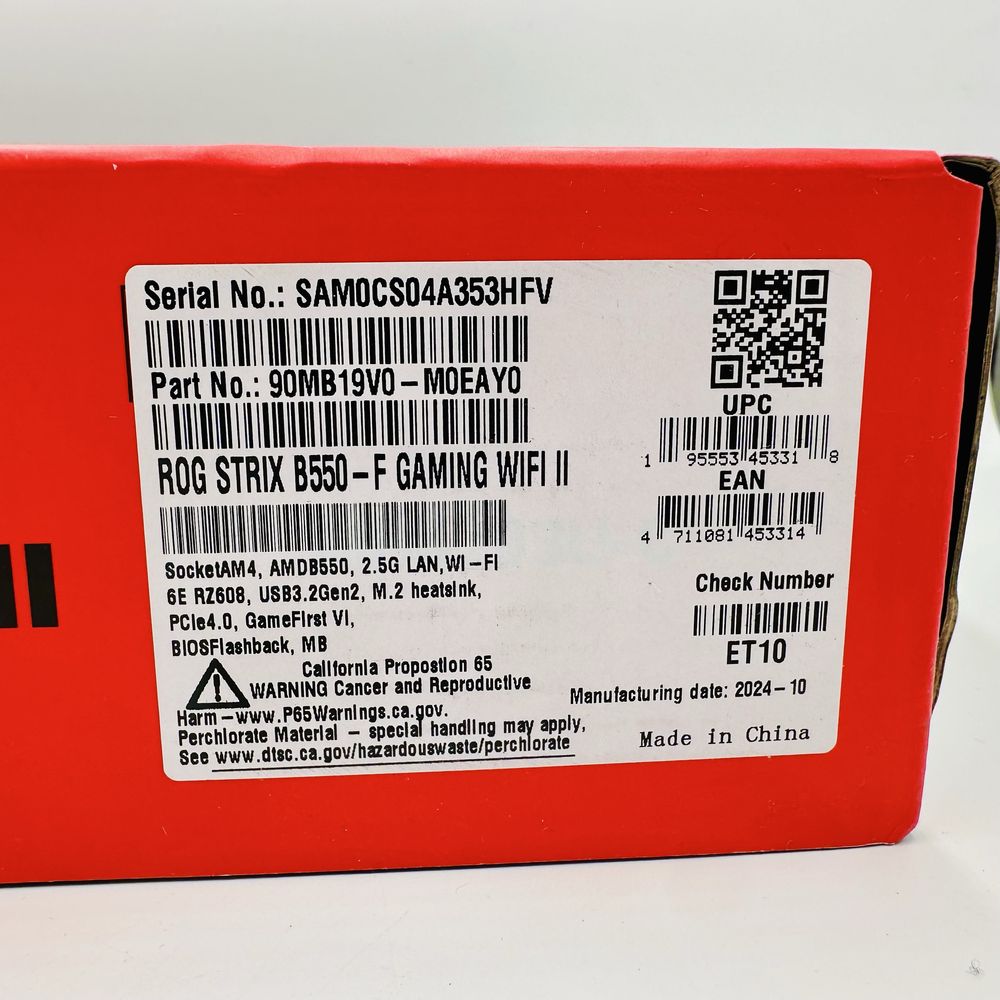 Serial No.: SAM0CS04A353HFV
Part No.: 90MB19V0-M0EAY0
ROG STRIX B550-F GAMING WIFI II
SocketAM4, AMDB550, 2.5G LAN,WI-FI
6E RZ608, USB3.2Gen2, M.2 heatsink,
PCIe4.0, GameFirst VI,
BIOSFlashback, MB
California Propostion 65
WARNING Cancer and Reproductive
Harm-www.P65Warnings.ca.gov.
Perchlorate Material - special handling may apply,
See www.dtsc.ca.gov/hazardouswaste/perchlorate
UPC
1 95553 45331 8
EAN
4 711081 453314
Check Number
ET10
Manufacturing date: 2024-10
Made in China